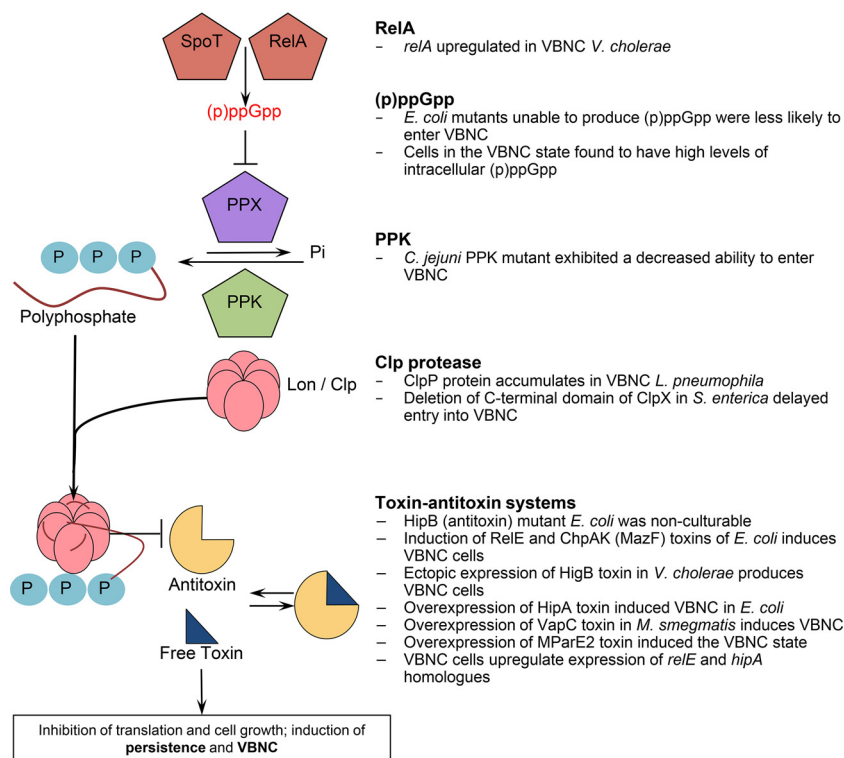 SpoT
RelA
(p)ppGpp
PPX
Pi
P P P
PPK
Polyphosphate
Lon / Clp
P P P
Antitoxin
Free Toxin
Inhibition of translation and cell growth; induction of
persistence and VBNC
RelA
– relA upregulated in VBNC V. cholerae
(p)ppGpp
– E. coli mutants unable to produce (p)ppGpp were less likely to
enter VBNC
– Cells in the VBNC state found to have high levels of
intracellular (p)ppGpp
PPK
– C. jejuni PPK mutant exhibited a decreased ability to enter
VBNC
Clp protease
– ClpP protein accumulates in VBNC L. pneumophila
– Deletion of C-terminal domain of ClpX in S. enterica delayed
entry into VBNC
Toxin-antitoxin systems
– HipB (antitoxin) mutant E. coli was non-culturable
– Induction of RelE and ChpAK (MazF) toxins of E. coli induces
VBNC cells
– Ectopic expression of HigB toxin in V. cholerae produces
VBNC cells
– Overexpression of HipA toxin induced VBNC in E. coli
– Overexpression of VapC toxin in M. smegmatis induces VBNC
– Overexpression of MParE2 toxin induced the VBNC state
– VBNC cells upregulate expression of relE and hipA
homologues